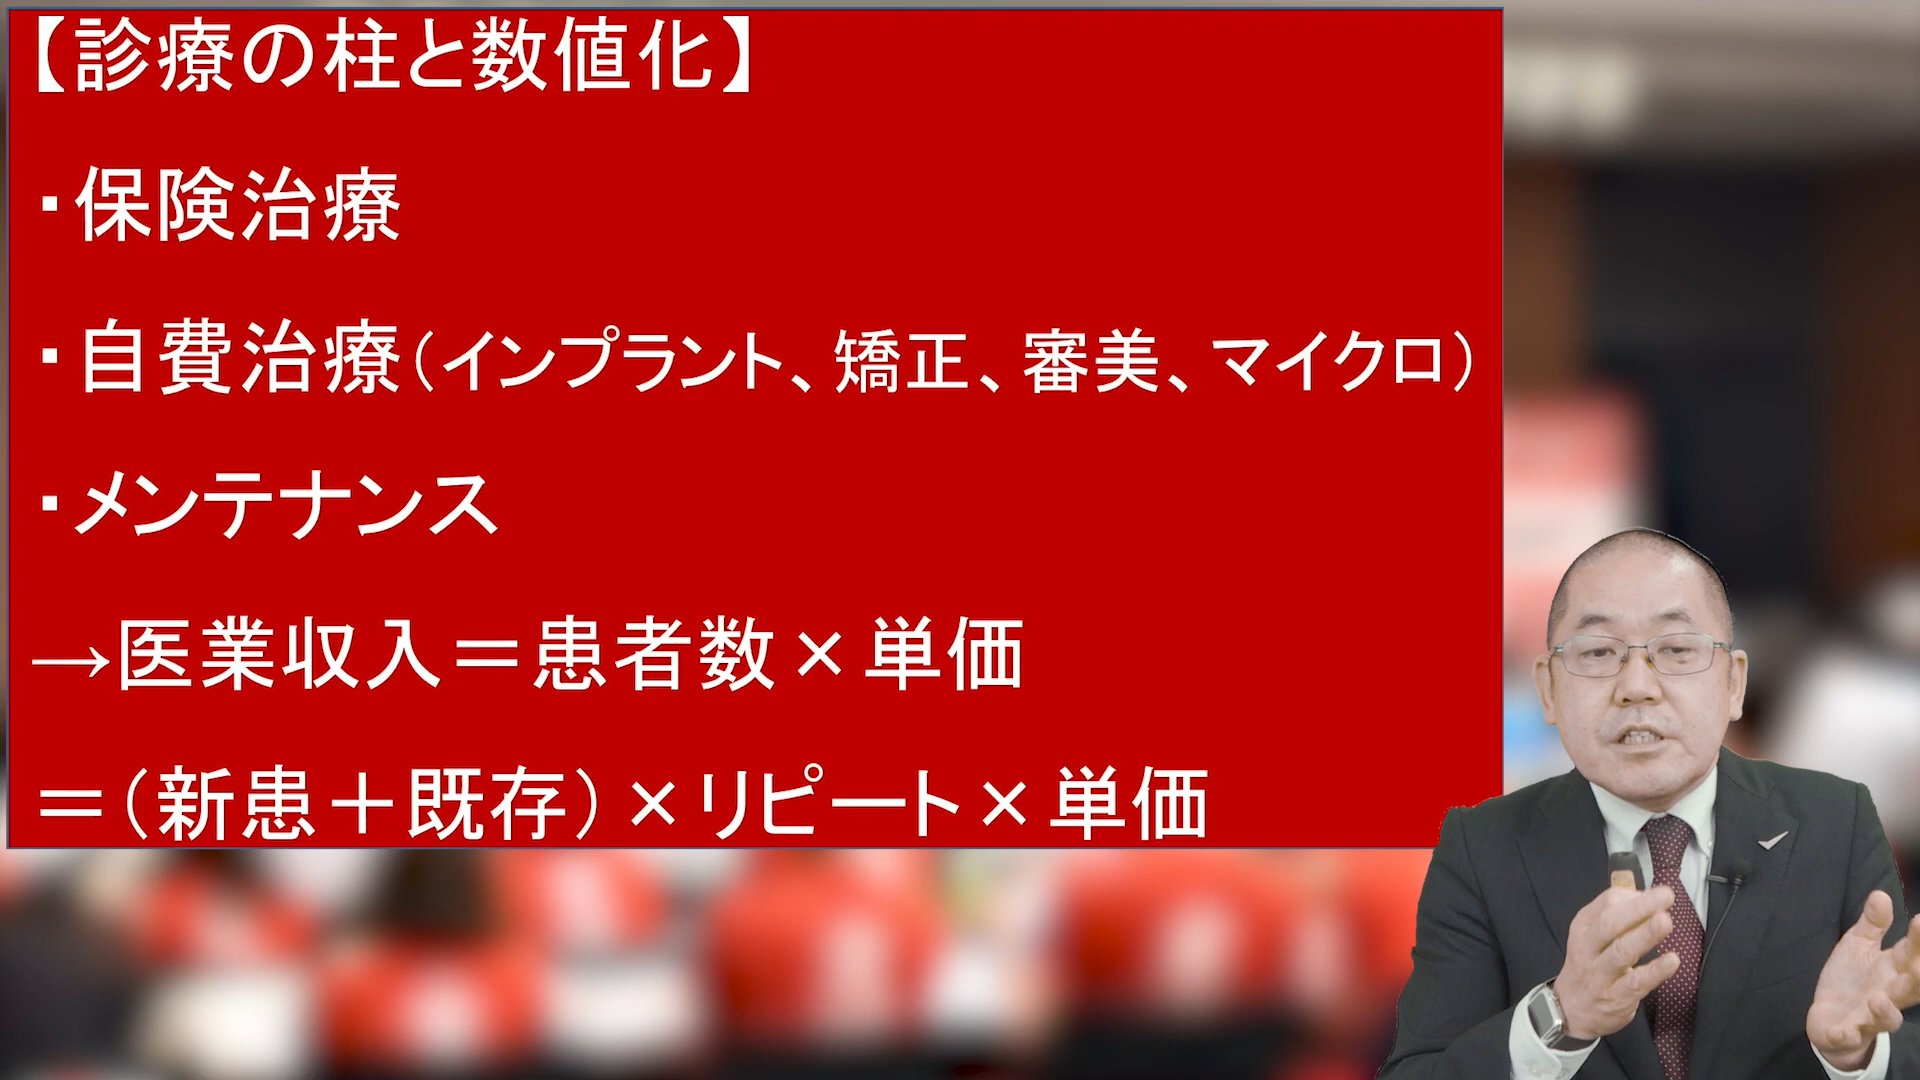 【診療の柱と数値化】
・保険治療
・自費治療（インプラント、矯正、審美、マイクロ）
・メンテナンス
→医業収入＝患者数×単価
＝（新患＋既存）×リピート×単価